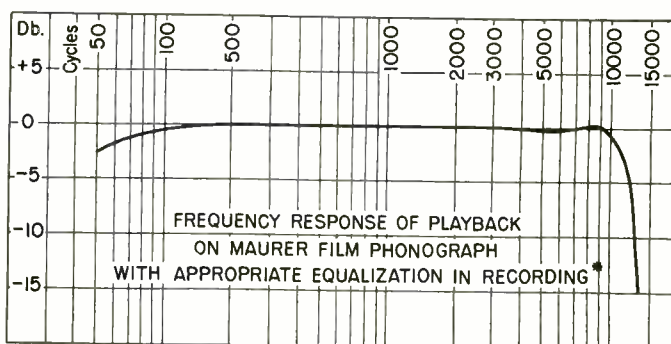 Db.
Cycles
50
100
500
1000
2000
3000
5000
10000
15000
+5
-0
-5
-10
-15
FREQUENCY RESPONSE OF PLAYBACK
ON MAURER FILM PHONOGRAPH
WITH APPROPRIATE EQUALIZATION IN RECORDING *